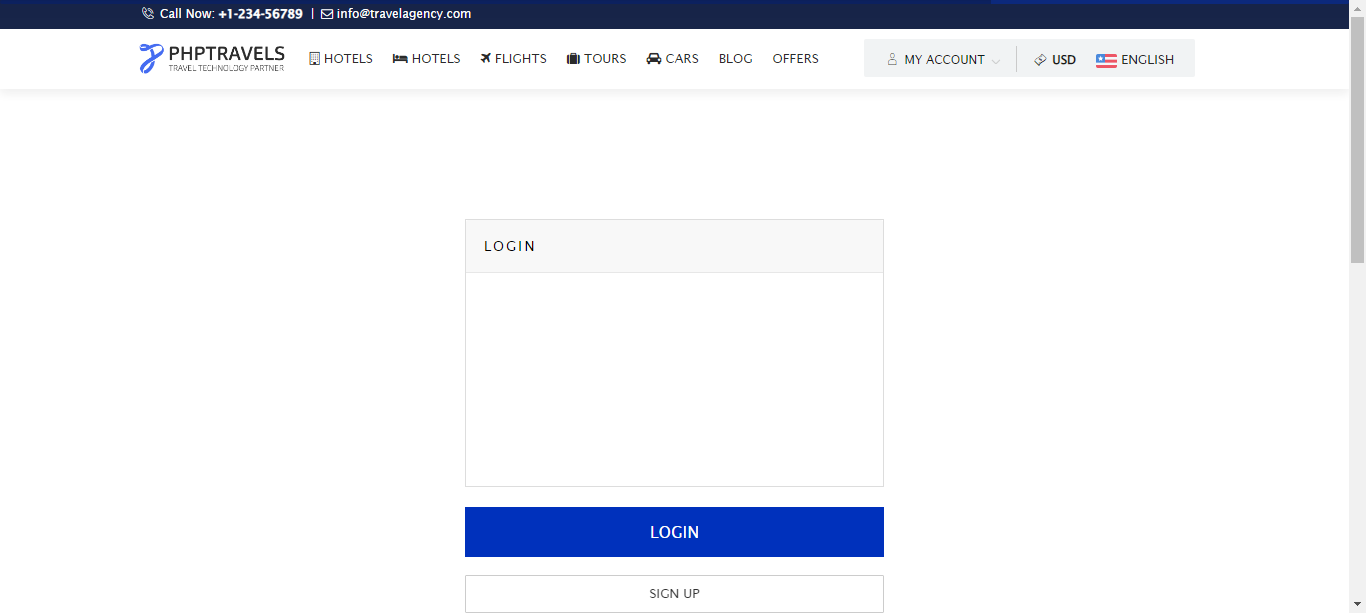 Call Now: +1-234-56789 | info@travelagency.com
PHPTRAVELS
TRAVEL TECHNOLOGY PARTNER
HOTELS HOTELS FLIGHTS TOURS CARS BLOG OFFERS MY ACCOUNT USD ENGLISH
LOGIN
LOGIN
SIGN UP